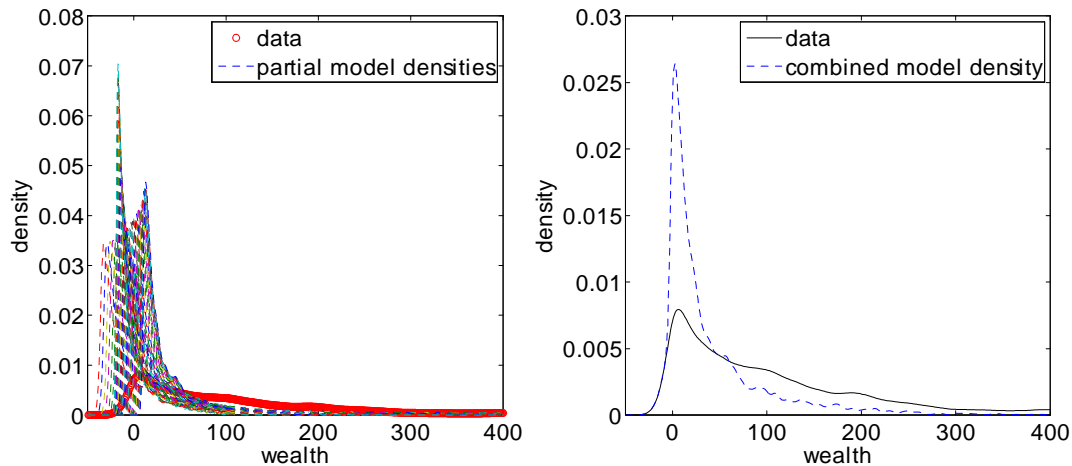 data
partial model densities
0.08
0.07
0.06
0.05
0.04
0.03
0.02
0.01
0
density
0 100 200 300 400
wealth
data
combined model density
0.03
0.025
0.02
0.015
0.01
0.005
0
density
0 100 200 300 400
wealth